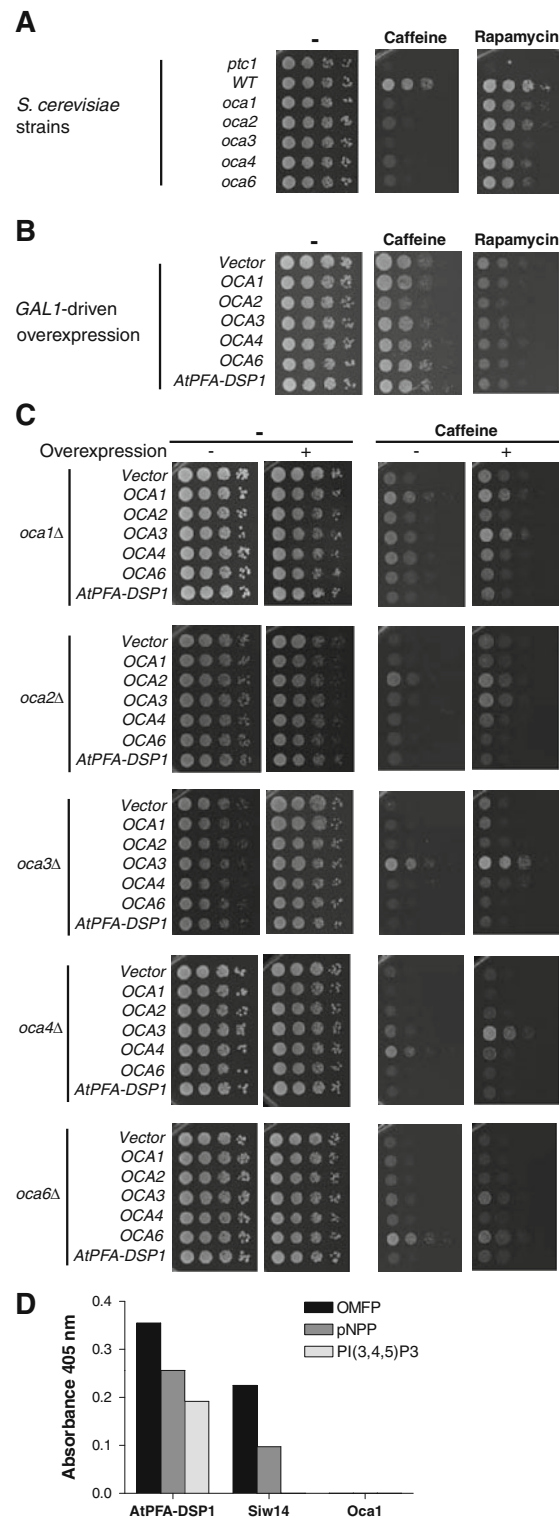 A
- Caffeine Rapamycin
S. cerevisiae
strains
ptc1
WT
oca1
oca2
oca3
oca4
oca6
B
- Caffeine Rapamycin
GAL1-driven
overexpression
Vector
OCA1
OCA2
OCA3
OCA4
OCA6
AtPFA-DSP1
C
- Caffeine
Overexpression - + - +
oca1Δ
Vector
OCA1
OCA2
OCA3
OCA4
OCA6
AtPFA-DSP1
oca2Δ
Vector
OCA1
OCA2
OCA3
OCA4
OCA6
AtPFA-DSP1
oca3Δ
Vector
OCA1
OCA2
OCA3
OCA4
OCA6
AtPFA-DSP1
oca4Δ
Vector
OCA1
OCA2
OCA3
OCA4
OCA6
AtPFA-DSP1
oca6Δ
Vector
OCA1
OCA2
OCA3
OCA4
OCA6
AtPFA-DSP1
D
Absorbance 405 nm
0.4
0.3
0.2
0.1
0.0
OMFP
pNPP
PI(3,4,5)P3
AtPFA-DSP1 Siw14 Oca1